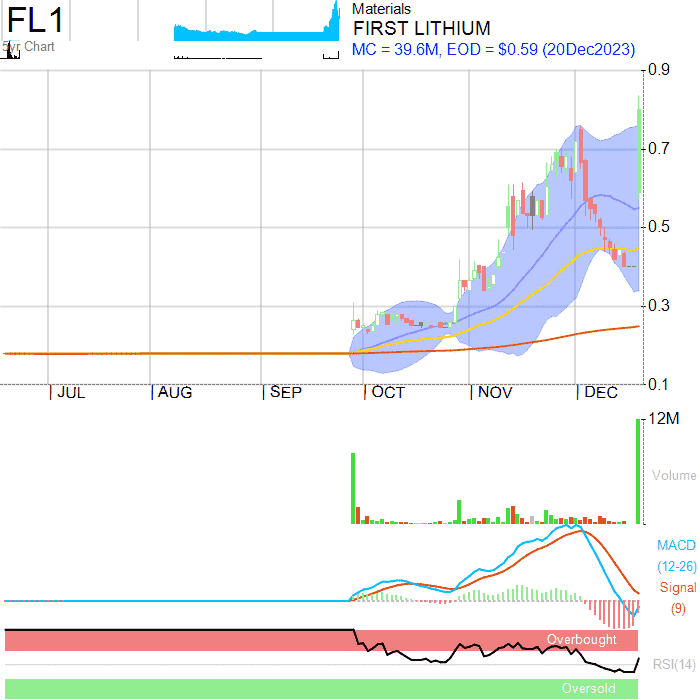 FL1
5yr Chart
Materials
FIRST LITHIUM
MC = 39.6M, EOD = $0.59 (20Dec2023)
0.9
0.7
0.5
0.3
0.1
JUL AUG SEP OCT NOV DEC
12M
Volume
MACD
(12-26)
Signal
(9)
Overbought
RSI(14)
Oversold